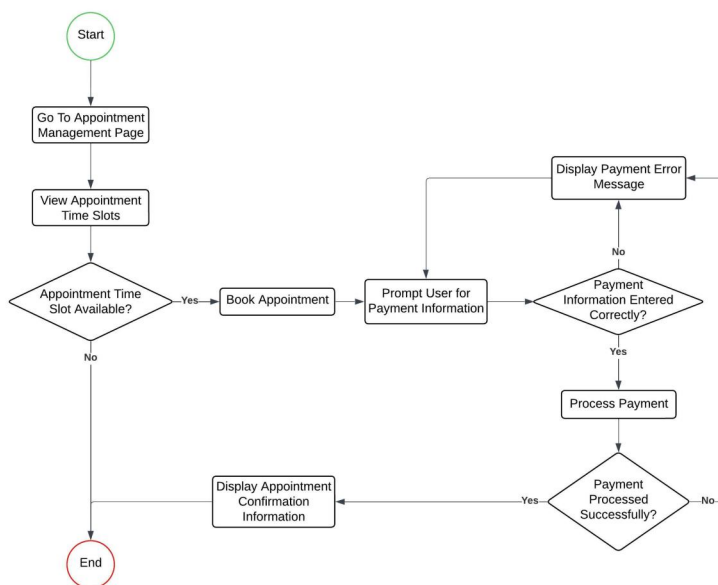 Start
Go To Appointment
Management Page
View Appointment
Time Slots
Appointment Time
Slot Available?
Yes
No
Book Appointment
Prompt User for
Payment Information
Payment
Information Entered
Correctly?
No
Display Payment Error
Message
Yes
Process Payment
Payment
Processed
Successfully?
No
Yes
Display Appointment
Confirmation
Information
End